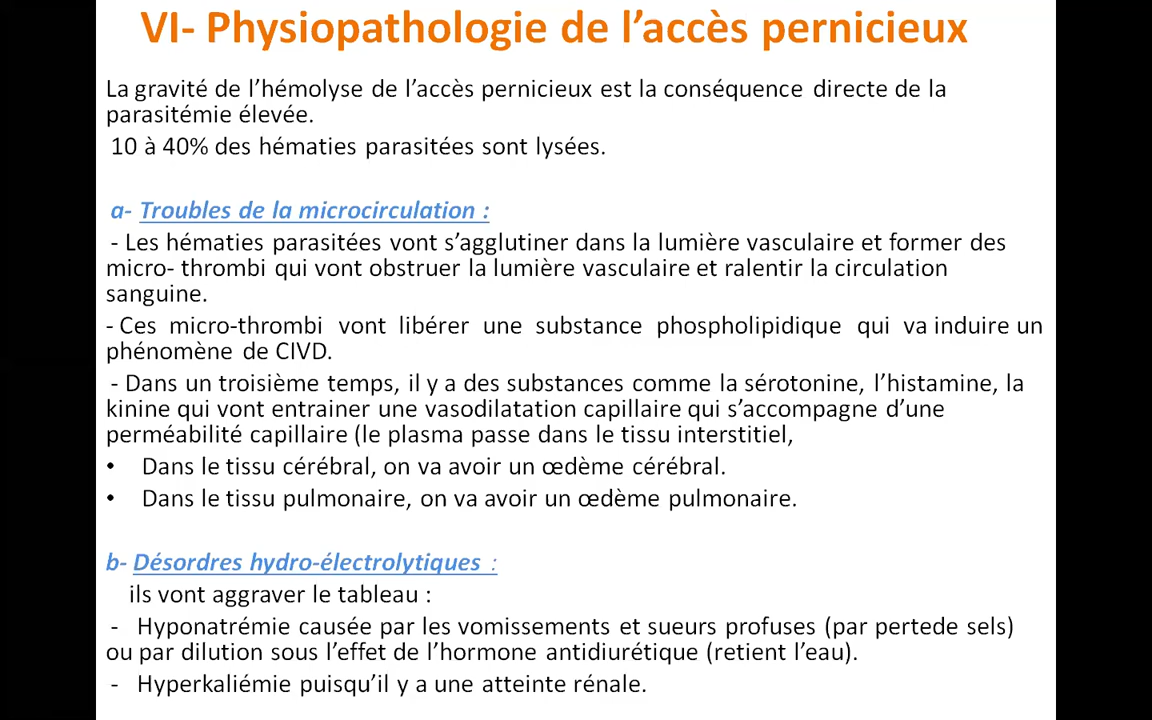 VI- Physiopathologie de l’accès pernicieux
La gravité de l’hémolyse de l’accès pernicieux est la conséquence directe de la
parasitémie élevée.
10 à 40% des hématies parasitées sont lysées.
a- Troubles de la microcirculation :
- Les hématies parasitées vont s’agglutiner dans la lumière vasculaire et former des
micro- thrombi qui vont obstruer la lumière vasculaire et ralentir la circulation
sanguine.
- Ces micro-thrombi vont libérer une substance phospholipidique qui va induire un
phénomène de CIVD.
- Dans un troisième temps, il y a des substances comme la sérotonine, l’histamine, la
kinine qui vont entrainer une vasodilatation capillaire qui s’accompagne d’une
perméabilité capillaire (le plasma passe dans le tissu interstitiel,
• Dans le tissu cérébral, on va avoir un œdème cérébral.
• Dans le tissu pulmonaire, on va avoir un œdème pulmonaire.
b- Désordres hydro-électrolytiques :
ils vont aggraver le tableau :
- Hyponatrémie causée par les vomissements et sueurs profuses (par pertede sels)
ou par dilution sous l’effet de l’hormone antidiurétique (retient l’eau).
- Hyperkaliémie puisqu’il y a une atteinte rénale.